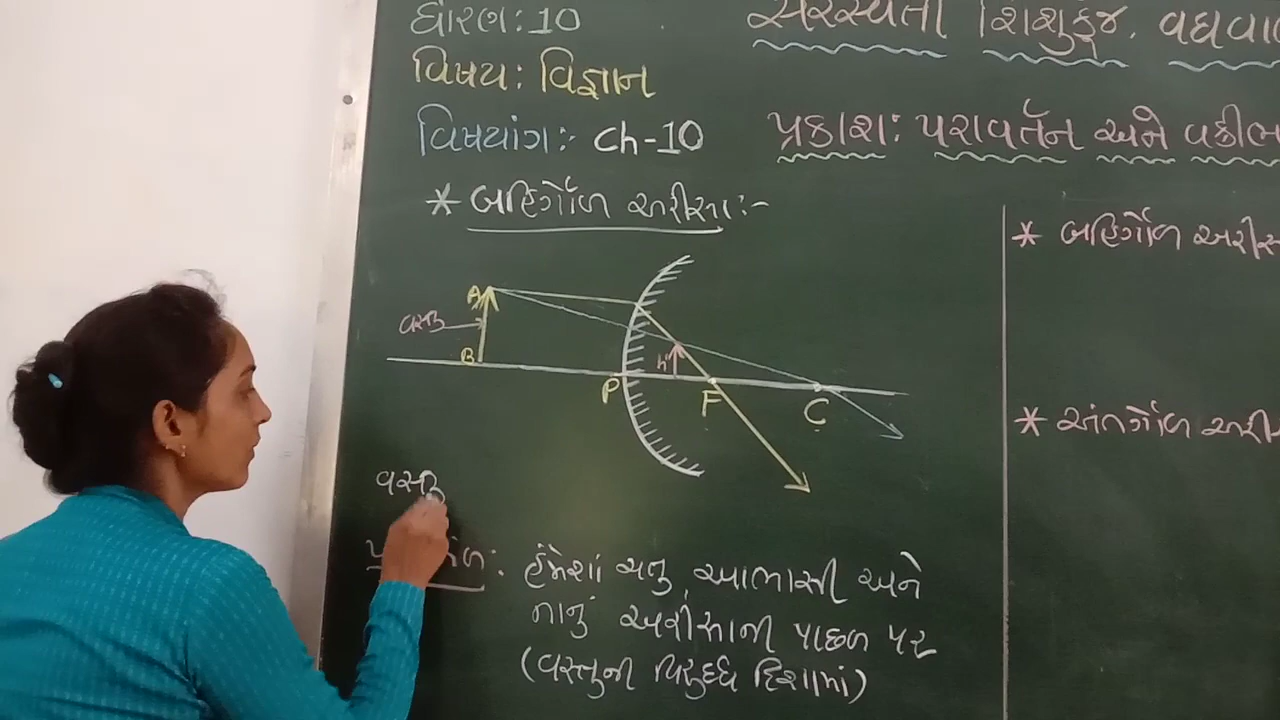 ધોરણ: 10
સરસ્વતી શિશુકુંજ, વઢવા
વિષય: વિજ્ઞાન
વિષયાંગ:- Ch-10
પ્રકાશ: પરાવર્તન અને વક્રીભ
* બહિર્ગોળ અરીસા:-
A
વસ્તુ
B
P
h'
F
C
વસ્તુ
હંમેશાં ચતુ, આભાસી અને
નાનું અરીસાની પાછળ પર
(વસ્તુની વિરુધ્ધ દિશામાં)
* બહિર્ગોળ અરીસ
* અંતર્ગોળ અરી